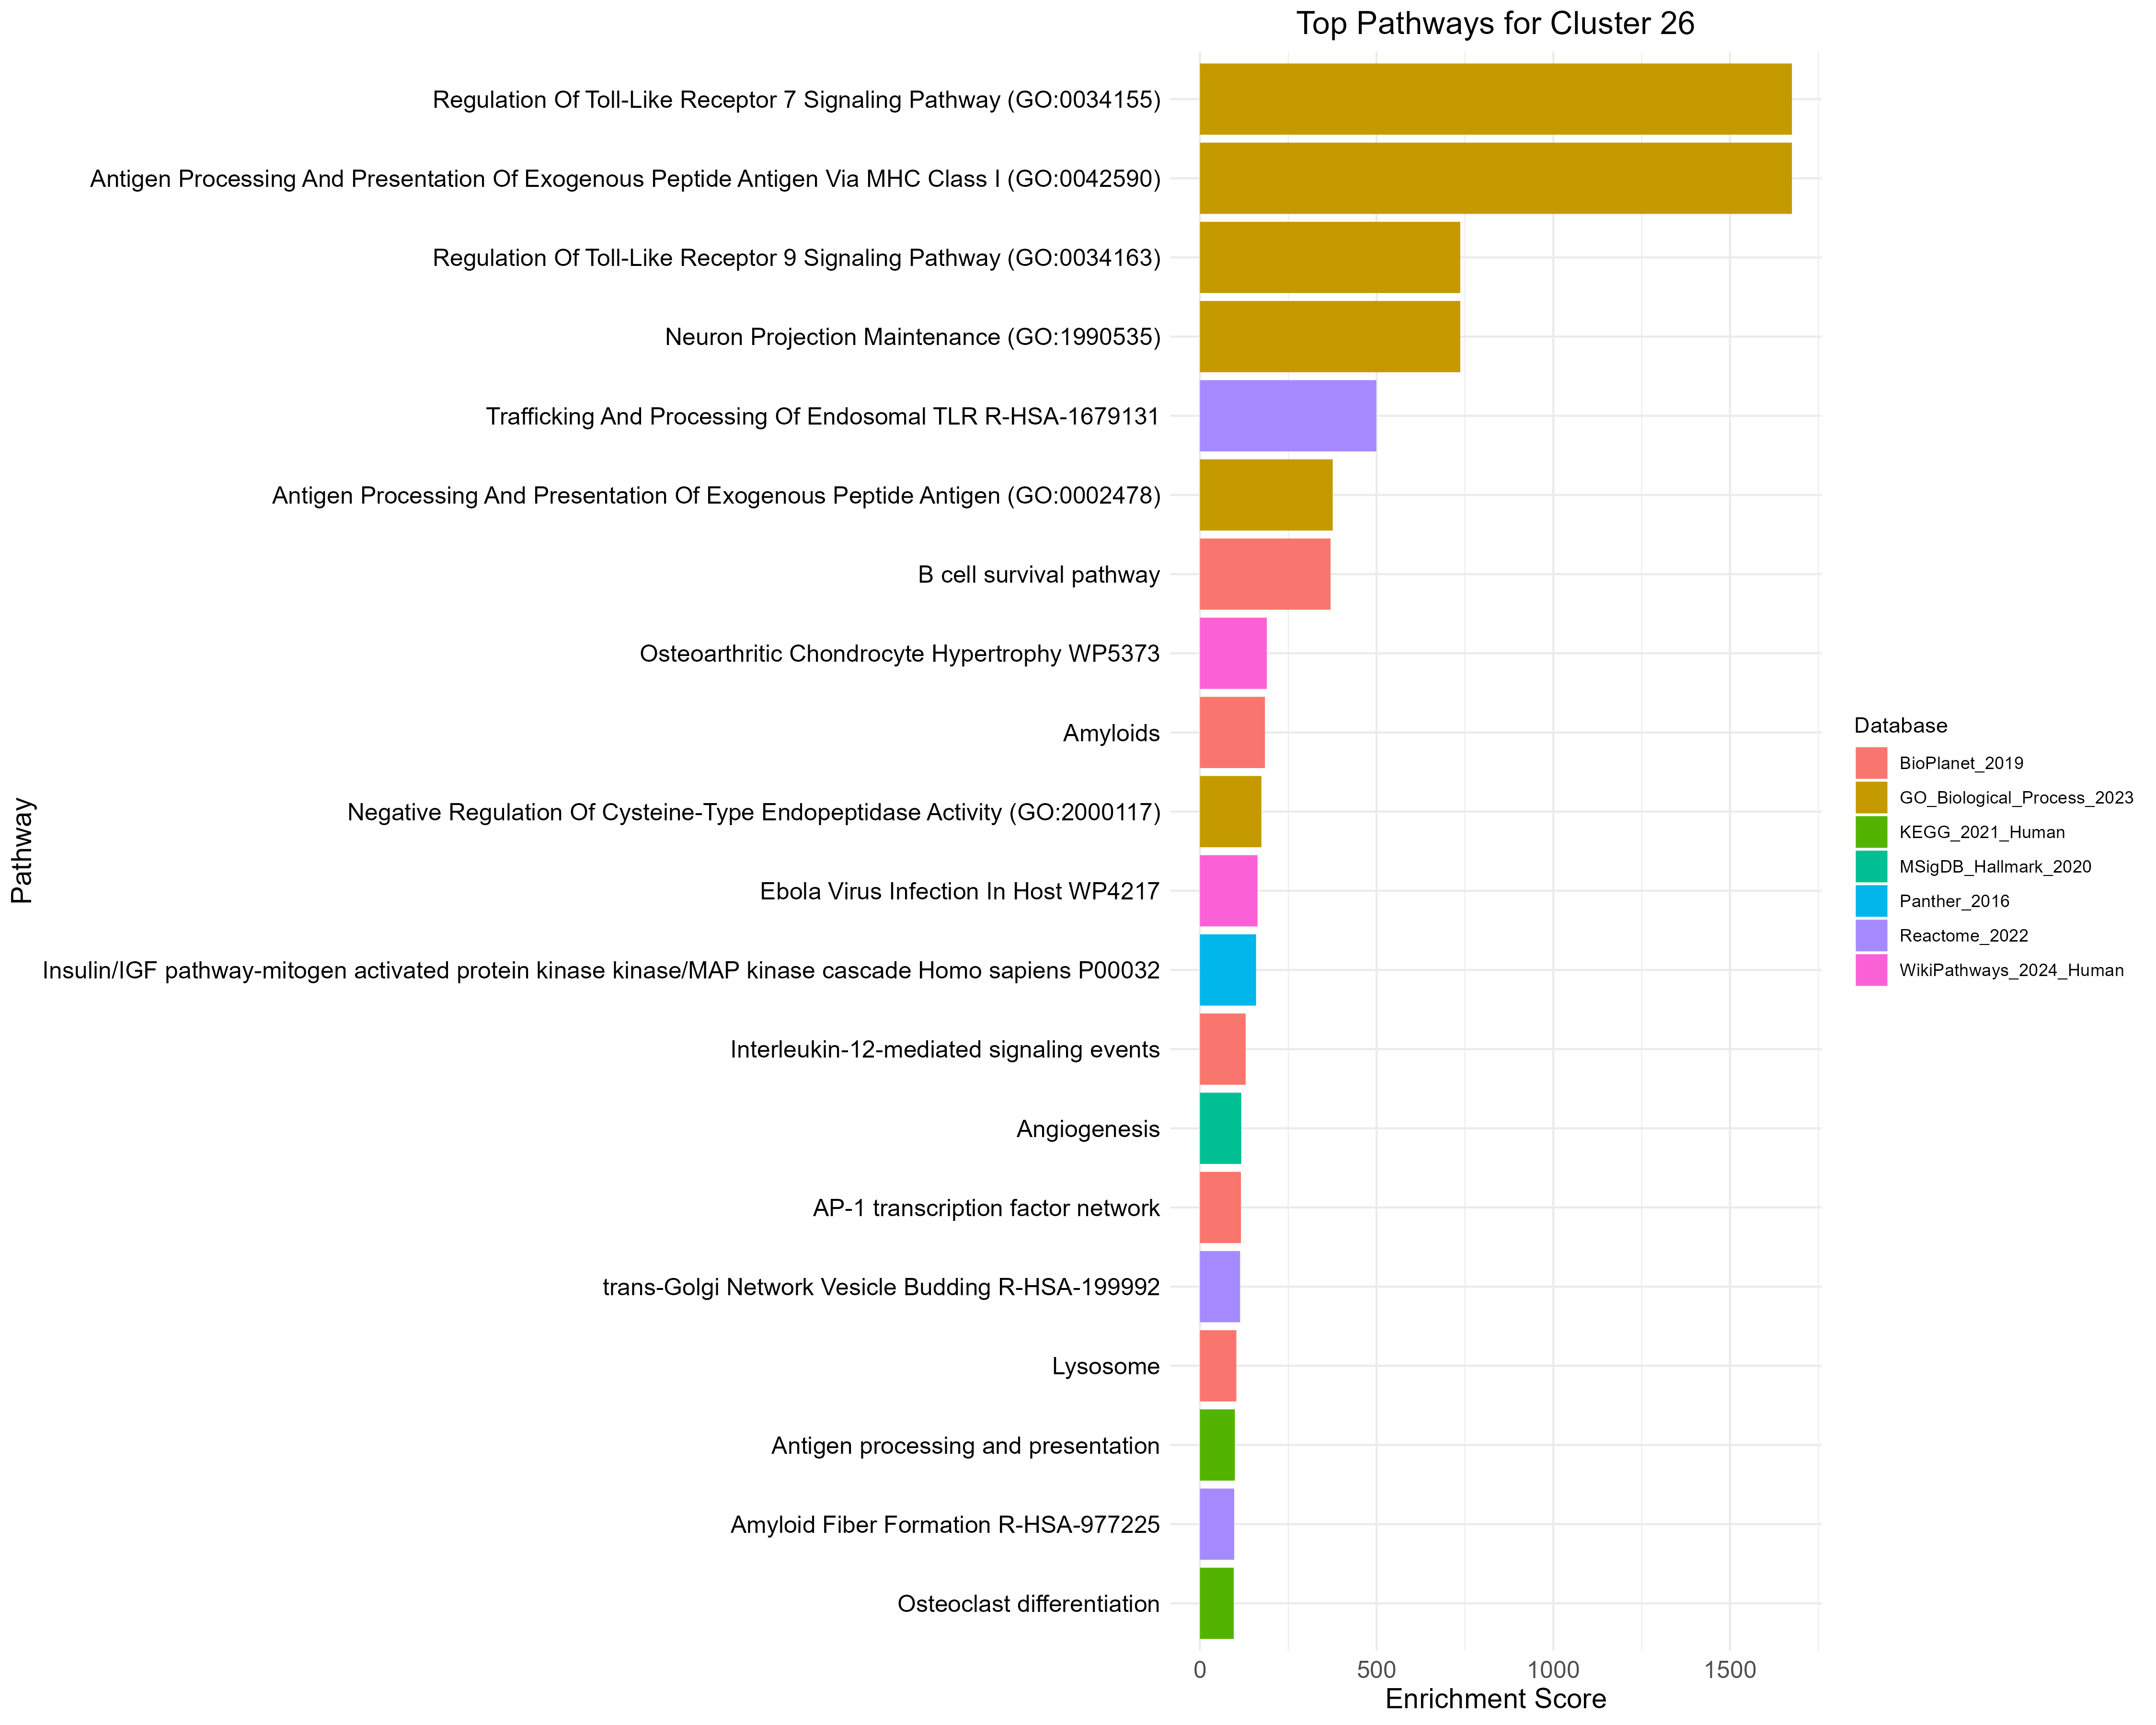 Top Pathways for Cluster 26
Regulation Of Toll-Like Receptor 7 Signaling Pathway (GO:0034155)
Antigen Processing And Presentation Of Exogenous Peptide Antigen Via MHC Class I (GO:0042590)
Regulation Of Toll-Like Receptor 9 Signaling Pathway (GO:0034163)
Neuron Projection Maintenance (GO:1990535)
Trafficking And Processing Of Endosomal TLR R-HSA-1679131
Antigen Processing And Presentation Of Exogenous Peptide Antigen (GO:0002478)
B cell survival pathway
Osteoarthritic Chondrocyte Hypertrophy WP5373
Amyloids
Negative Regulation Of Cysteine-Type Endopeptidase Activity (GO:2000117)
Ebola Virus Infection In Host WP4217
Insulin/IGF pathway-mitogen activated protein kinase kinase/MAP kinase cascade Homo sapiens P00032
Interleukin-12-mediated signaling events
Angiogenesis
AP-1 transcription factor network
trans-Golgi Network Vesicle Budding R-HSA-199992
Lysosome
Antigen processing and presentation
Amyloid Fiber Formation R-HSA-977225
Osteoclast differentiation
Pathway
0 500 1000 1500
Enrichment Score
Database
BioPlanet_2019
GO_Biological_Process_2023
KEGG_2021_Human
MSigDB_Hallmark_2020
Panther_2016
Reactome_2022
WikiPathways_2024_Human